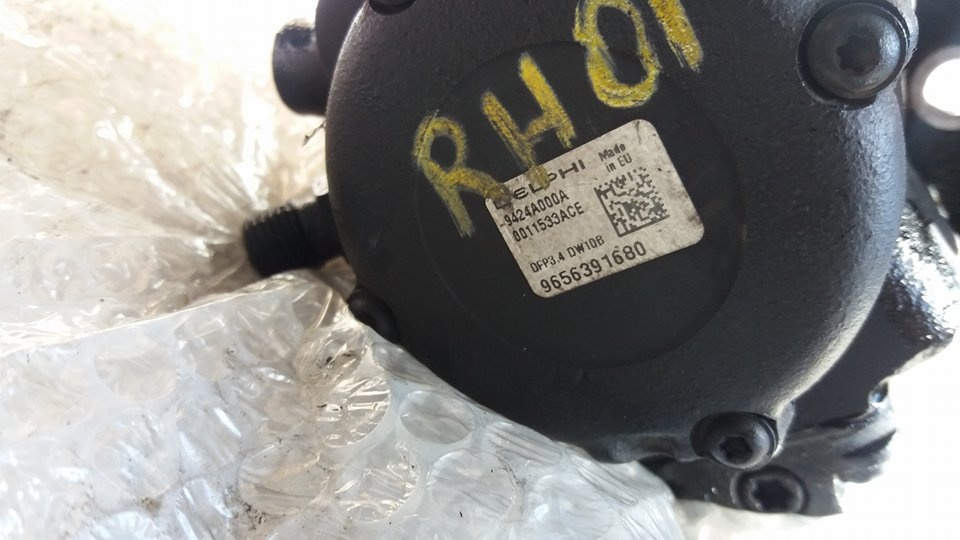 RH01
DELPHI
Made
in EU
-9424A000A
0011533ACE
DFP3.4 DW10B
9656391680